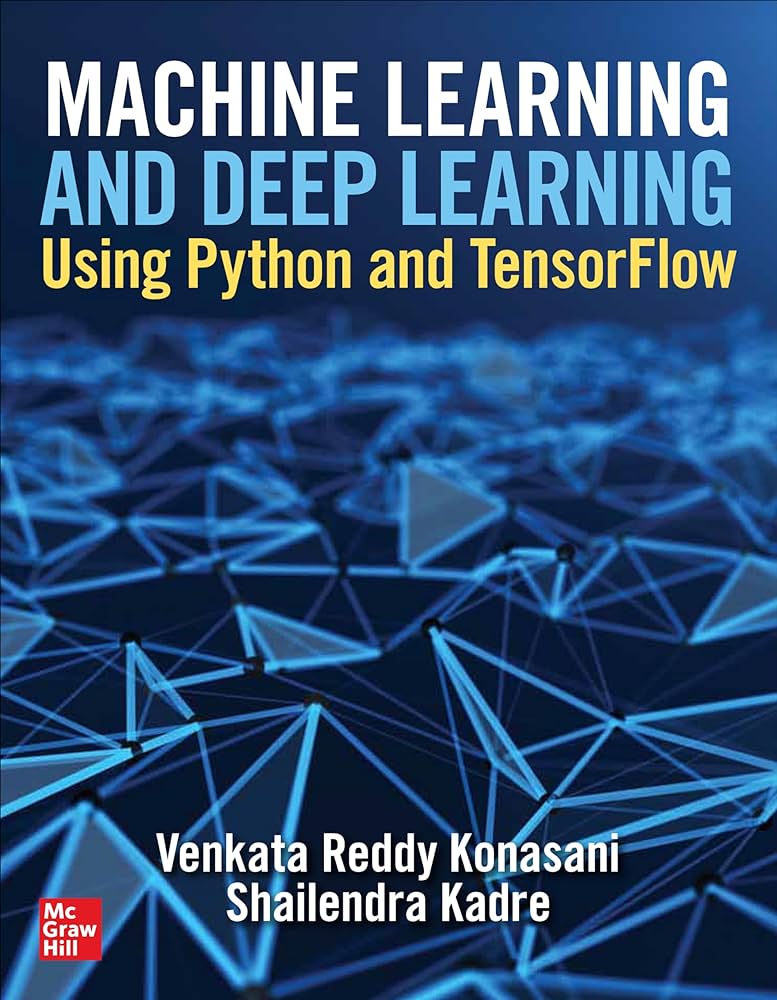 MACHINE LEARNING
AND DEEP LEARNING
Using Python and TensorFlow
Venkata Reddy Konasani
Shailendra Kadre
Mc
Graw
Hill